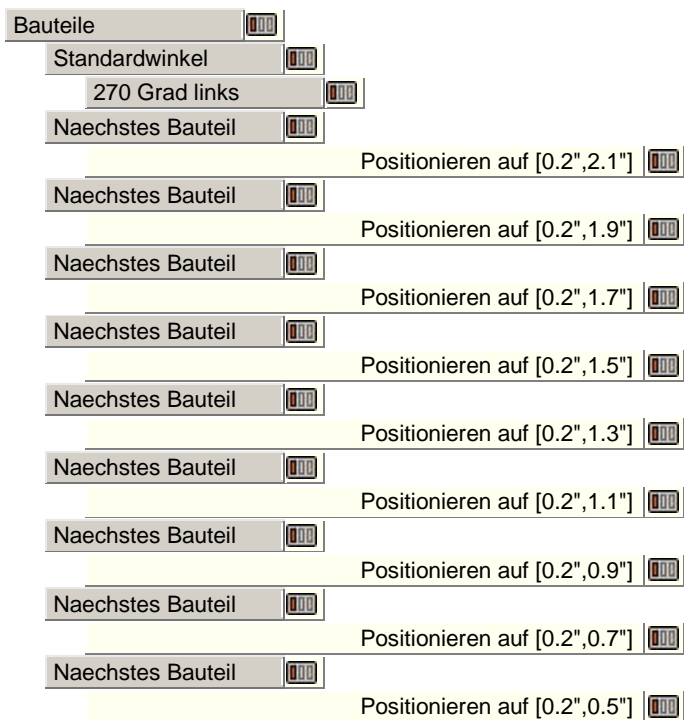 Bauteile
Standardwinkel
270 Grad links
Naechstes Bauteil
Positionieren auf [0.2",2.1"]
Naechstes Bauteil
Positionieren auf [0.2",1.9"]
Naechstes Bauteil
Positionieren auf [0.2",1.7"]
Naechstes Bauteil
Positionieren auf [0.2",1.5"]
Naechstes Bauteil
Positionieren auf [0.2",1.3"]
Naechstes Bauteil
Positionieren auf [0.2",1.1"]
Naechstes Bauteil
Positionieren auf [0.2",0.9"]
Naechstes Bauteil
Positionieren auf [0.2",0.7"]
Naechstes Bauteil
Positionieren auf [0.2",0.5"]